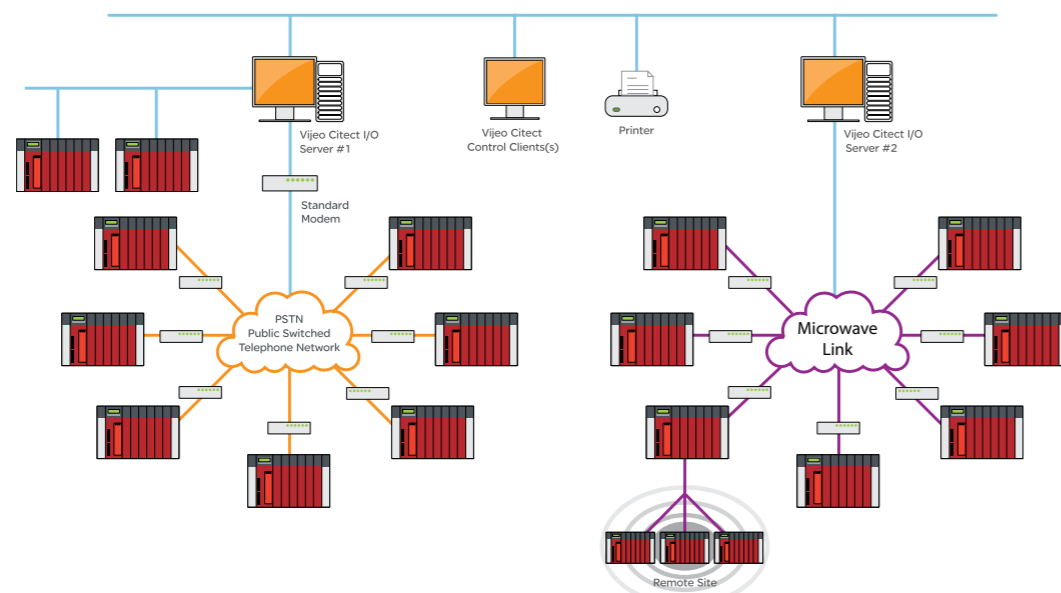 Vijeo Citect I/O
Server #1
Vijeo Citect
Control Clients(s)
Printer
Vijeo Citect I/O
Server #2
Standard
Modem
PSTN
Public Switched
Telephone Network
Microwave
Link
Remote Site